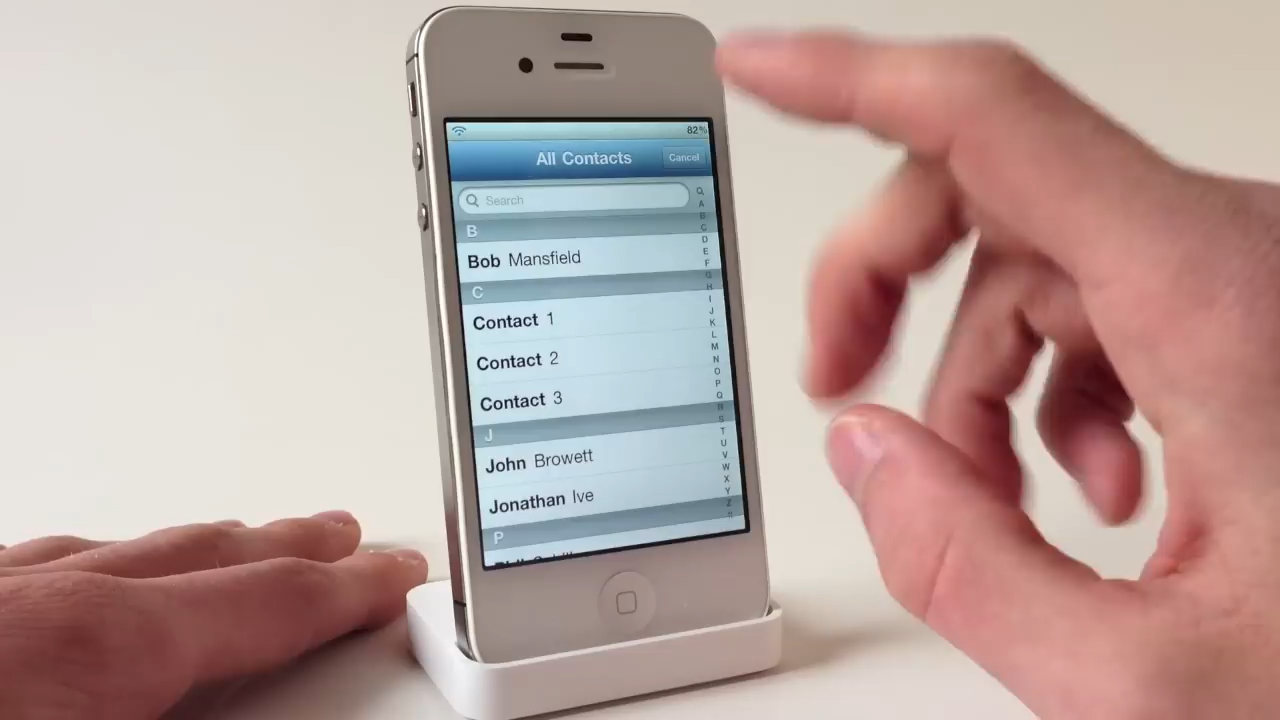 82%
All Contacts
Cancel
Search
B
Bob Mansfield
C
Contact 1
Contact 2
Contact 3
J
John Browett
Jonathan Ive
P
A
B
C
D
E
F
G
H
I
J
K
L
M
N
O
P
Q
R
S
T
U
V
W
X
Y
Z
#